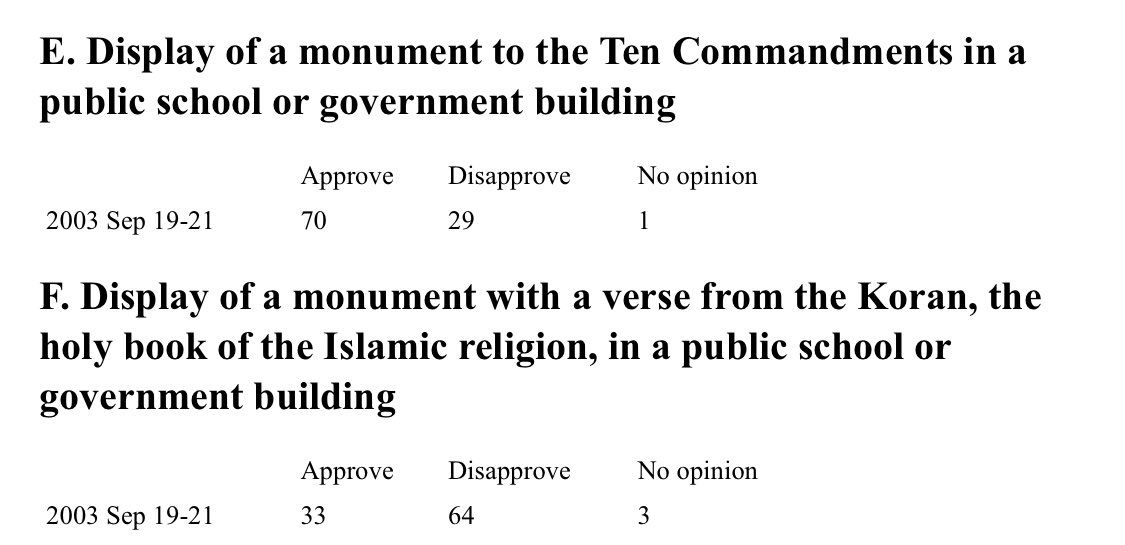 E. Display of a monument to the Ten Commandments in a
public school or government building
Approve Disapprove No opinion
2003 Sep 19-21 70 29 1
F. Display of a monument with a verse from the Koran, the
holy book of the Islamic religion, in a public school or
government building
Approve Disapprove No opinion
2003 Sep 19-21 33 64 3